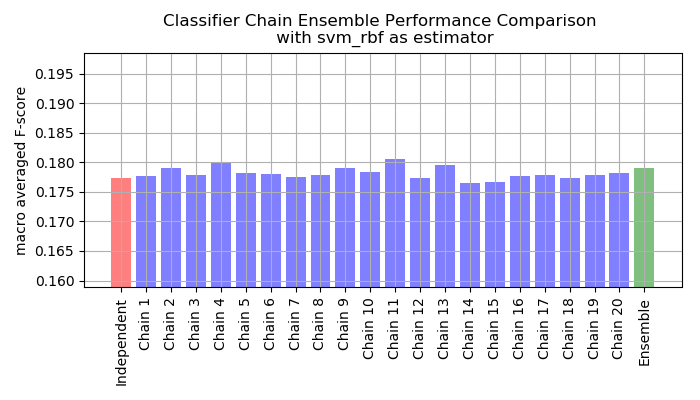 Classifier Chain Ensemble Performance Comparison
with svm_rbf as estimator
macro averaged F-score
0.195
0.190
0.185
0.180
0.175
0.170
0.165
0.160
Independent
Chain 1
Chain 2
Chain 3
Chain 4
Chain 5
Chain 6
Chain 7
Chain 8
Chain 9
Chain 10
Chain 11
Chain 12
Chain 13
Chain 14
Chain 15
Chain 16
Chain 17
Chain 18
Chain 19
Chain 20
Ensemble